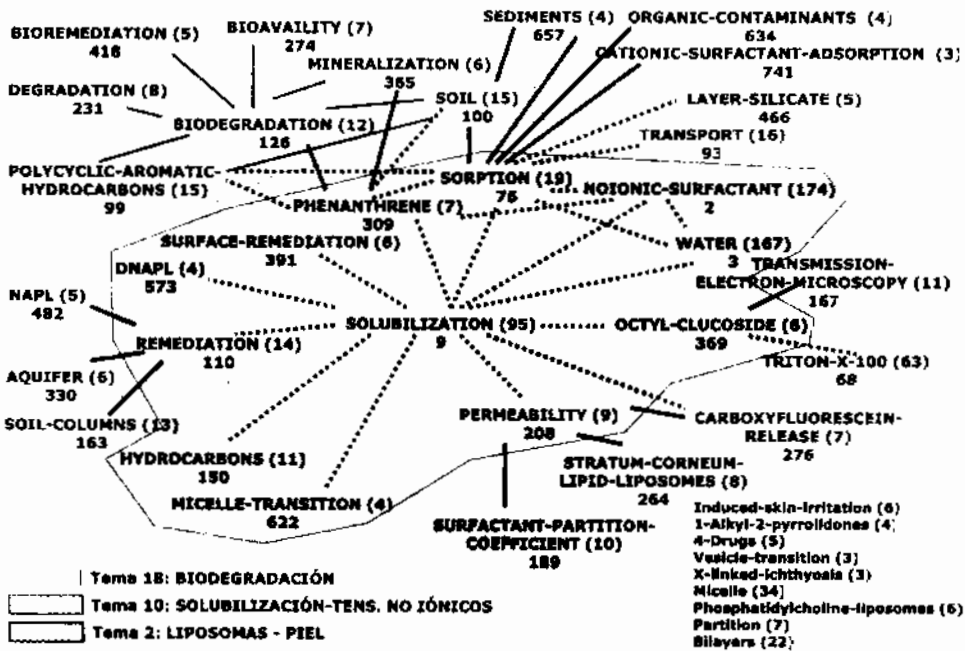 SEDIMENTS (4)
657
ORGANIC-CONTAMINANTS (4)
634
BIOAVAILITY (7)
274
BIOREMEDIATION (5)
416
CATIONIC-SURFACTANT-ADSORPTION (3)
741
MINERALIZATION (6)
365
DEGRADATION (8)
231
SOIL (15)
100
LAYER-SILICATE (5)
466
BIODEGRADATION (12)
126
TRANSPORT (16)
93
POLYCYCLIC-AROMATIC-
HYDROCARBONS (15)
99
SORPTION (19)
76
NOIONIC-SURFACTANT (174)
2
PHENANTHRENE (7)
309
SURFACE-REMEDIATION (6)
391
WATER (167)
3
DNAPL (4)
573
TRANSMISSION-
ELECTRON-MICROSCOPY (11)
167
NAPL (5)
482
SOLUBILIZATION (95)
9
OCTYL-CLUCOSIDE (6)
369
REMEDIATION (14)
110
TRITON-X-100 (63)
68
AQUIFER (6)
330
SOIL-COLUMNS (13)
163
PERMEABILITY (9)
208
CARBOXYFLUORESCEIN-
RELEASE (7)
276
HYDROCARBONS (11)
150
STRATUM-CORNEUM-
LIPID-LIPOSOMES (8)
264
MICELLE-TRANSITION (4)
622
SURFACTANT-PARTITION-
COEFFICIENT (10)
189
Induced-skin-irritation (6)
1-Alkyl-2-pyrrolidones (4)
4-Drugs (5)
Vesicle-transition (3)
X-linked-ichthyosis (3)
Micelle (34)
Phosphatidylcholine-liposomes (6)
Partition (7)
Bilayers (22)
Tema 18: BIODEGRADACIÓN
Tema 10: SOLUBILIZACIÓN-TENS. NO IÓNICOS
Tema 2: LIPOSOMAS - PIEL